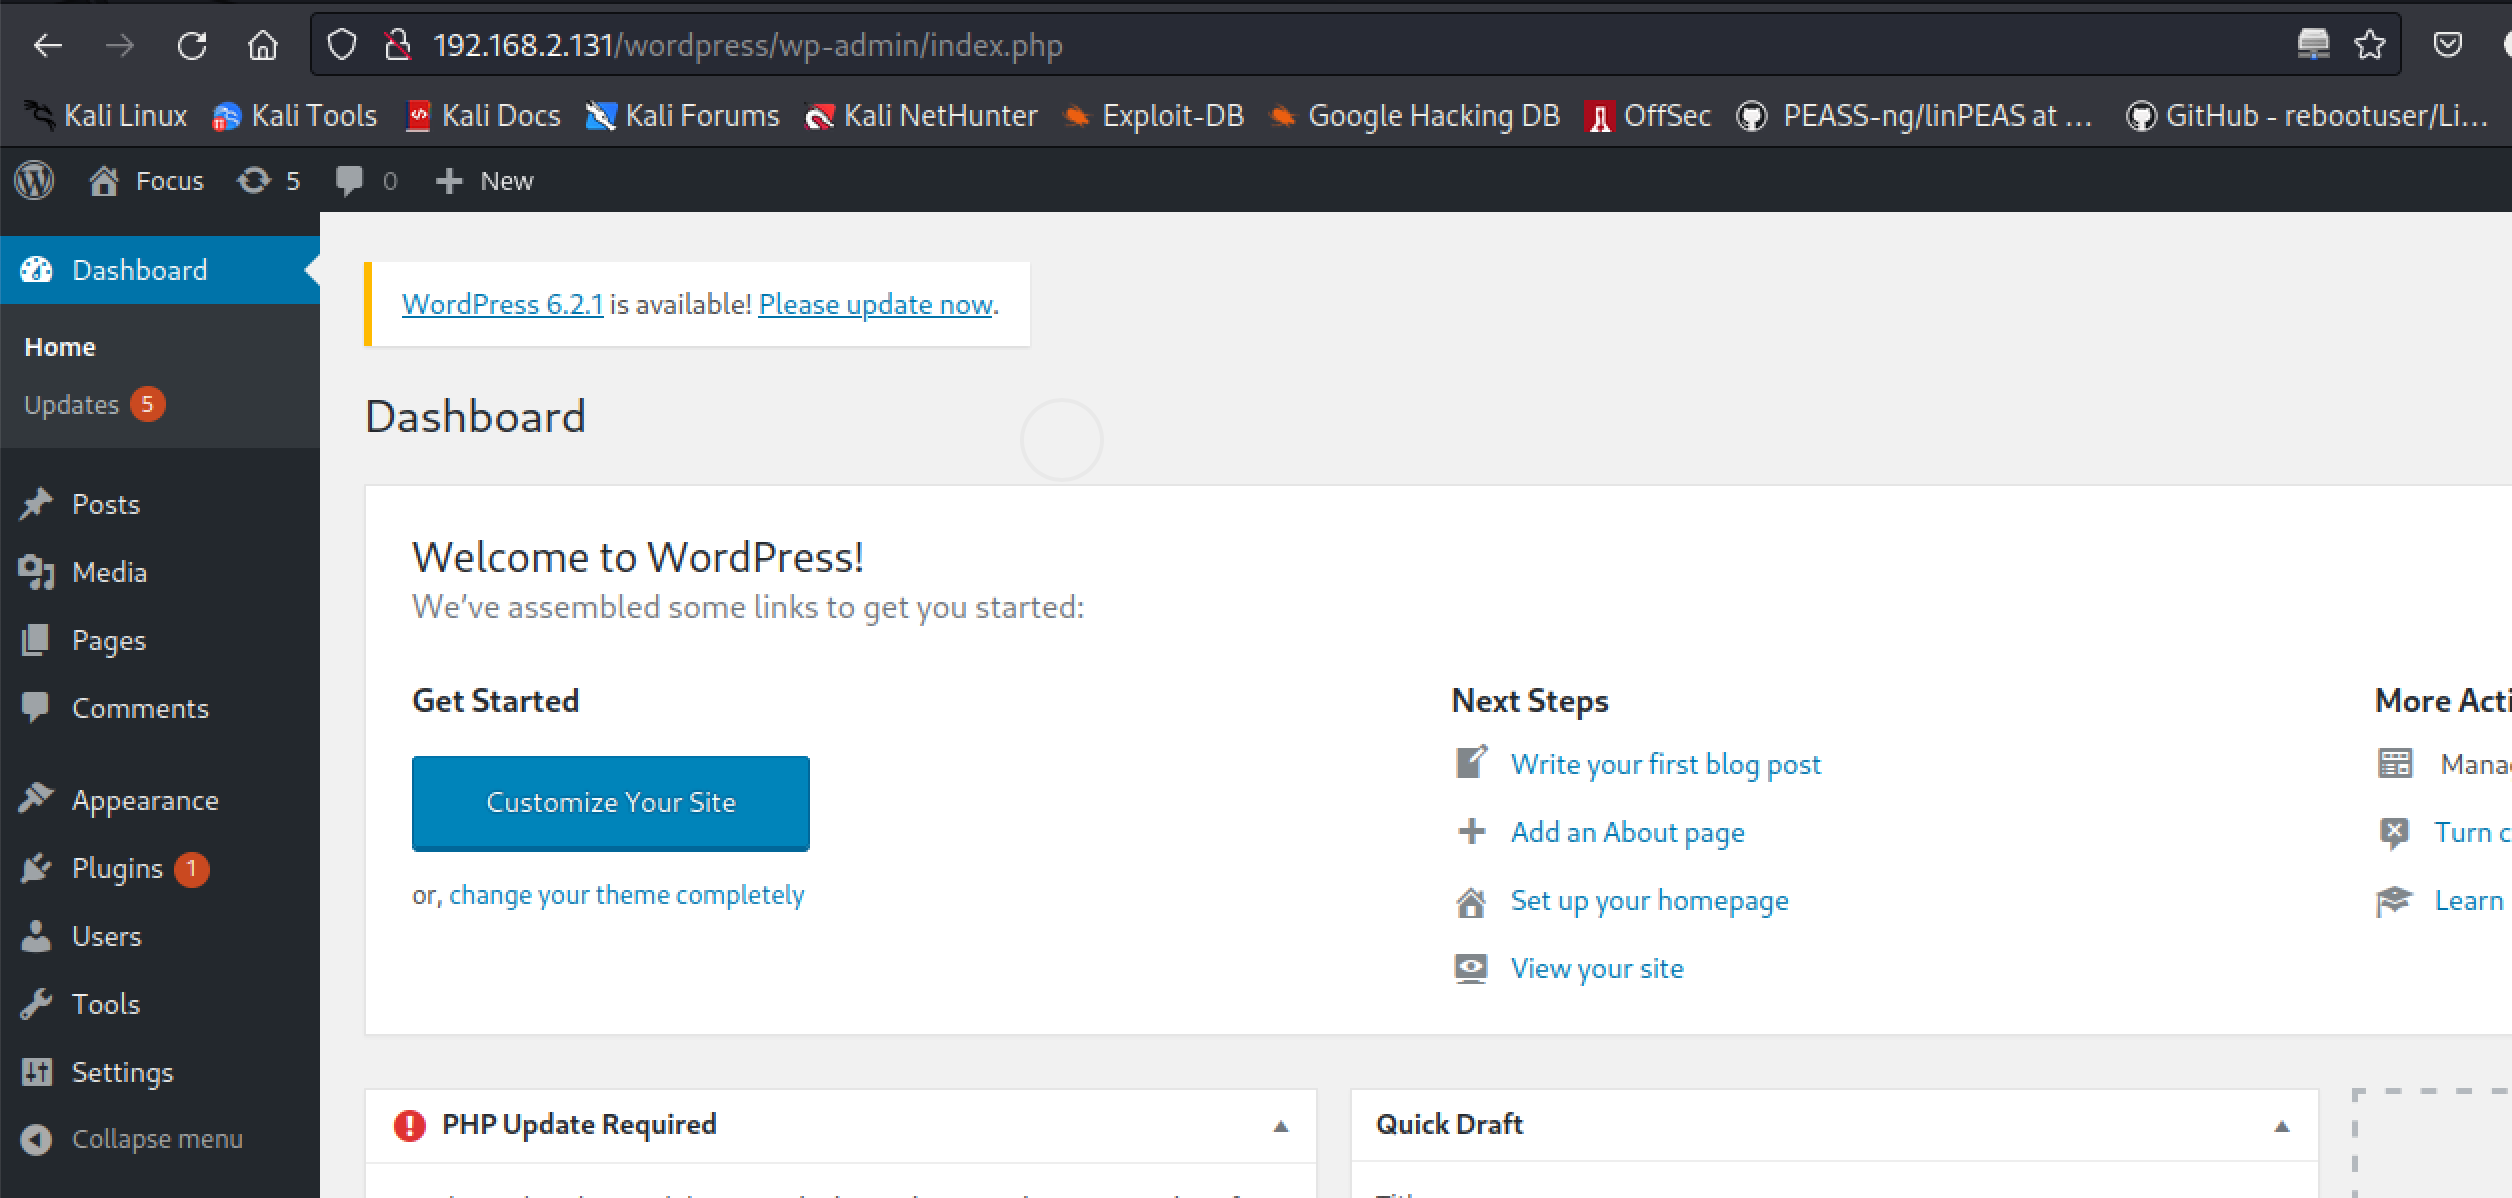 192.168.2.131/wordpress/wp-admin/index.php
Kali Linux Kali Tools Kali Docs Kali Forums Kali NetHunter Exploit-DB Google Hacking DB OffSec PEASS-ng/linPEAS at ... GitHub - rebootuser/Li...
Focus 5 0 New
Dashboard
WordPress 6.2.1 is available! Please update now.
Home
Updates 5
Dashboard
Posts
Media
Pages
Comments
Appearance
Plugins 1
Users
Tools
Settings
Collapse menu
Welcome to WordPress!
We've assembled some links to get you started:
Get Started
Customize Your Site
or, change your theme completely
Next Steps
Write your first blog post
Add an About page
Set up your homepage
View your site
More Acti
Mana
Turn c
Learn
PHP Update Required
Quick Draft